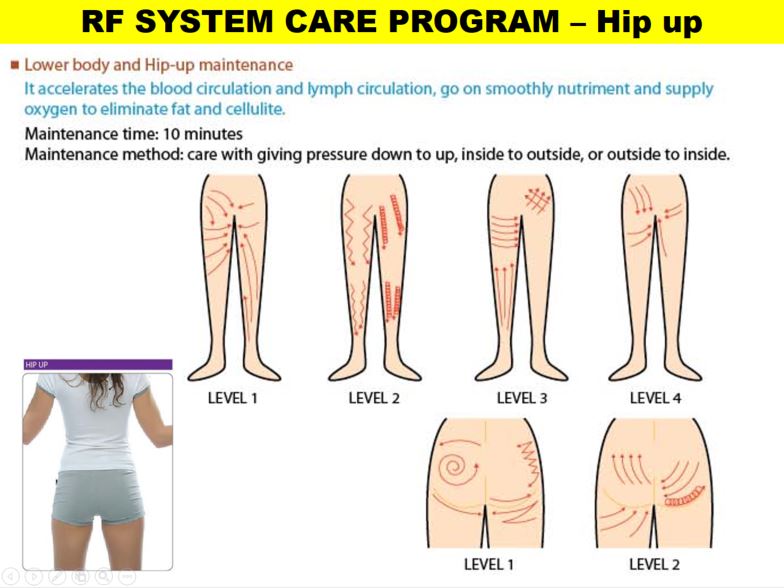 RF SYSTEM CARE PROGRAM – Hip up
Lower body and Hip-up maintenance
It accelerates the blood circulation and lymph circulation, go on smoothly nutriment and supply
oxygen to eliminate fat and cellulite.
Maintenance time: 10 minutes
Maintenance method: care with giving pressure down to up, inside to outside, or outside to inside.
HIP UP
LEVEL 1
LEVEL 2
LEVEL 3
LEVEL 4
LEVEL 1
LEVEL 2